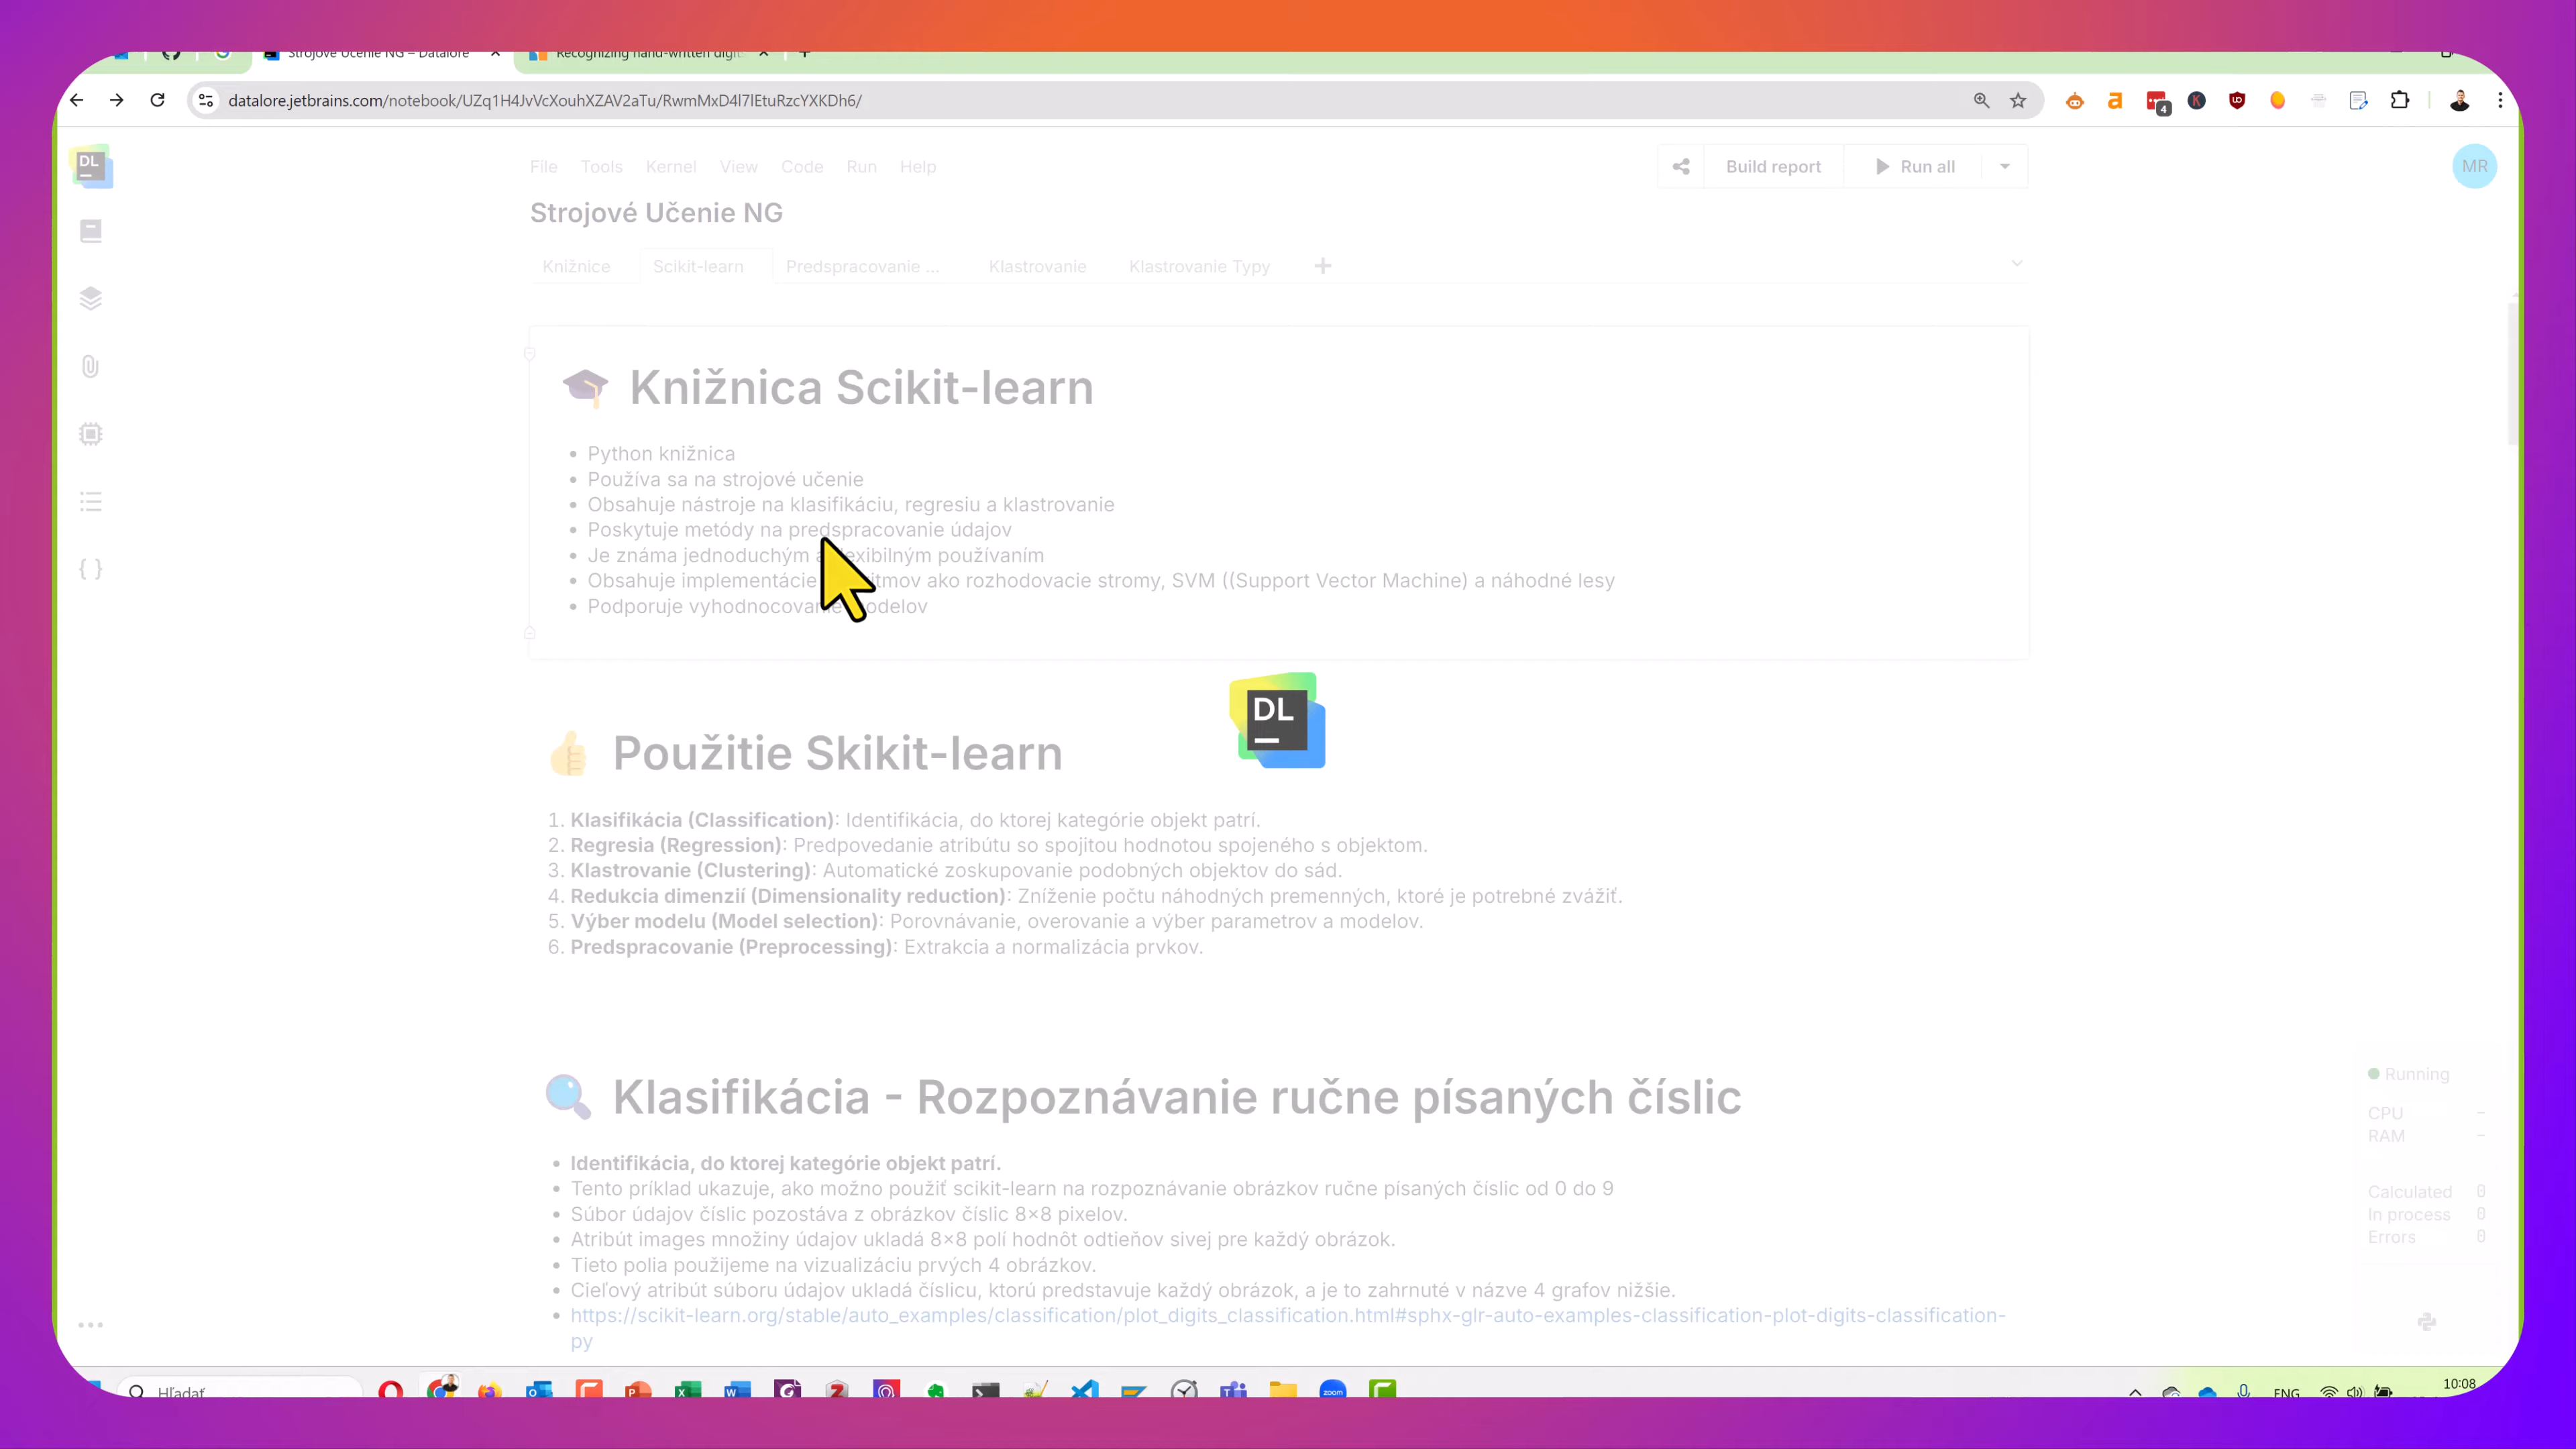 Strojové Učenie NG – Datalore
Recognizing hand-written digit
datalore.jetbrains.com/notebook/UZq1H4JvVcXouhXZAV2aTu/RwmMxD4l7lEtuRzcYXKDh6/
4
DL
File Tools Kernel View Code Run Help
Build report
Run all
MR
Strojové Učenie NG
Knižnice Scikit-learn Predspracovanie ... Klastrovanie Klastrovanie Typy
Knižnica Scikit-learn
• Python knižnica
• Používa sa na strojové učenie
• Obsahuje nástroje na klasifikáciu, regresiu a klastrovanie
• Poskytuje metódy na predspracovanie údajov
• Je známa jednoduchým a používaním
• Obsahuje implementácie ako rozhodovacie stromy, SVM ((Support Vector Machine) a náhodné lesy
• Podporuje
DL
Použitie Skikit-learn
1. Klasifikácia (Classification): Identifikácia, do ktorej kategórie objekt patrí.
2. Regresia (Regression): Predpovedanie atribútu so spojitou hodnotou spojeného s objektom.
3. Klastrovanie (Clustering): Automatické zoskupovanie podobných objektov do sád.
4. Redukcia dimenzií (Dimensionality reduction): Zníženie počtu náhodných premenných, ktoré je potrebné zvážiť.
5. Výber modelu (Model selection): Porovnávanie, overovanie a výber parametrov a modelov.
6. Predspracovanie (Preprocessing): Extrakcia a normalizácia prvkov.
Klasifikácia - Rozpoznávanie ručne písaných číslic
• Identifikácia, do ktorej kategórie objekt patrí.
• Tento príklad ukazuje, ako možno použiť scikit-learn na rozpoznávanie obrázkov ručne písaných číslic od 0 do 9
• Súbor údajov číslic pozostáva z obrázkov číslic 8×8 pixelov.
• Atribút images množiny údajov ukladá 8×8 polí hodnôt odtieňov sivej pre každý obrázok.
• Tieto polia použijeme na vizualizáciu prvých 4 obrázkov.
• Cieľový atribút súboru údajov ukladá číslicu, ktorú predstavuje každý obrázok, a je to zahrnuté v názve 4 grafov nižšie.
• https://scikit-learn.org/stable/auto_examples/classification/plot_digits_classification.html#sphx-glr-auto-examples-classification-plot-digits-classification-
py
Running
CPU –
RAM –
Calculated 0
In process 0
Errors 0
Hľadať
zoom
ENG
10:08